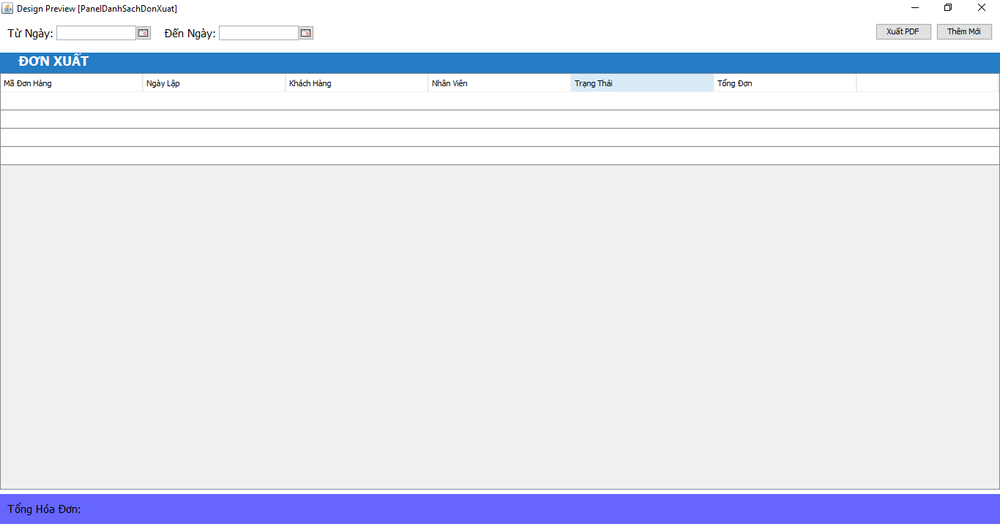 Design Preview [PanelDanhSachDonXuat]
Từ Ngày: Đến Ngày: Xuất PDF Thêm Mới
ĐƠN XUẤT
Mã Đơn Hàng Ngày Lập Khách Hàng Nhân Viên Trạng Thái Tổng Đơn
Tổng Hóa Đơn: